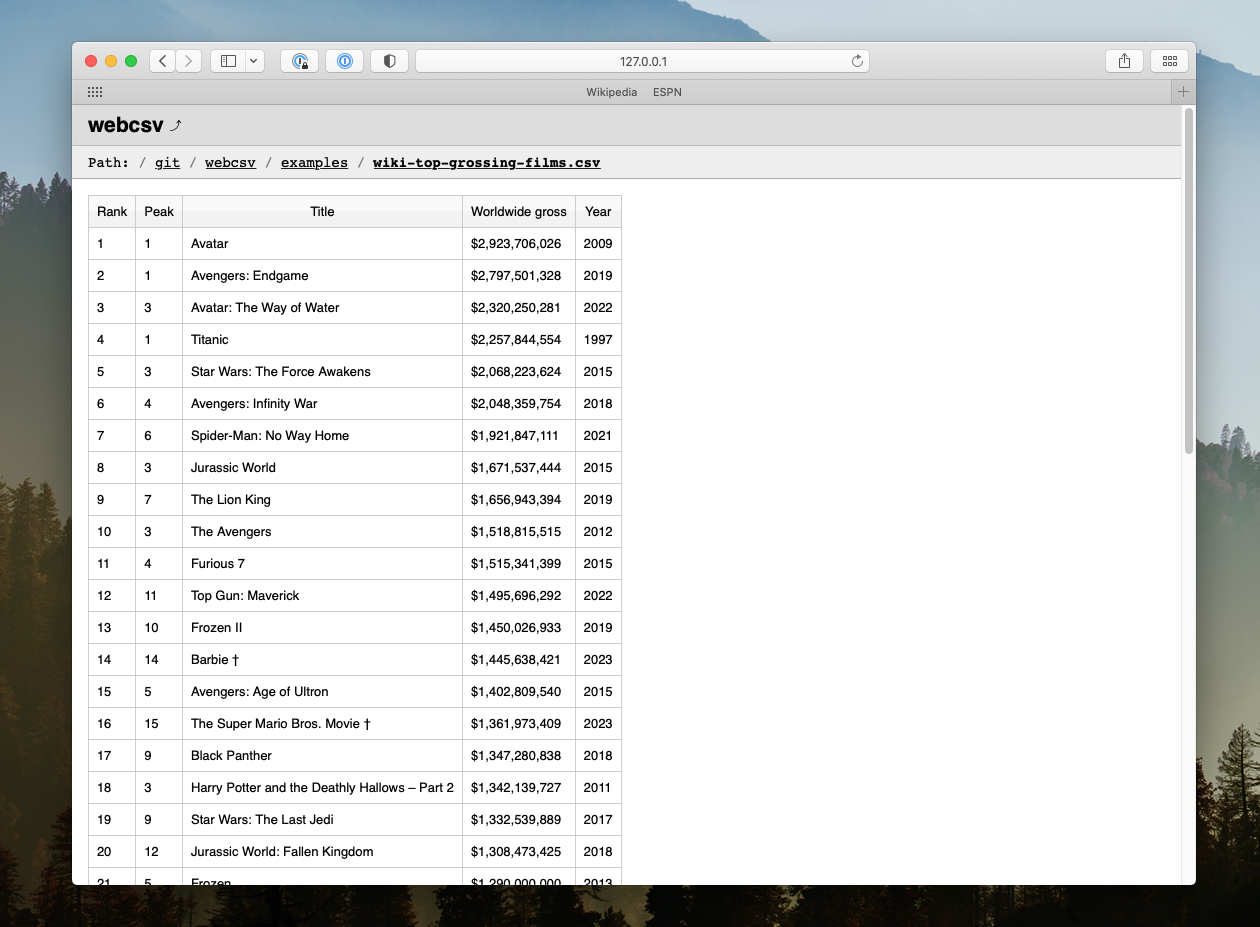 127.0.0.1
Wikipedia ESPN
webcsv
Path: / git / webcsv / examples / wiki-top-grossing-films.csv
Rank Peak Title Worldwide gross Year
1 1 Avatar $2,923,706,026 2009
2 1 Avengers: Endgame $2,797,501,328 2019
3 3 Avatar: The Way of Water $2,320,250,281 2022
4 1 Titanic $2,257,844,554 1997
5 3 Star Wars: The Force Awakens $2,068,223,624 2015
6 4 Avengers: Infinity War $2,048,359,754 2018
7 6 Spider-Man: No Way Home $1,921,847,111 2021
8 3 Jurassic World $1,671,537,444 2015
9 7 The Lion King $1,656,943,394 2019
10 3 The Avengers $1,518,815,515 2012
11 4 Furious 7 $1,515,341,399 2015
12 11 Top Gun: Maverick $1,495,696,292 2022
13 10 Frozen II $1,450,026,933 2019
14 14 Barbie † $1,445,638,421 2023
15 5 Avengers: Age of Ultron $1,402,809,540 2015
16 15 The Super Mario Bros. Movie † $1,361,973,409 2023
17 9 Black Panther $1,347,280,838 2018
18 3 Harry Potter and the Deathly Hallows – Part 2 $1,342,139,727 2011
19 9 Star Wars: The Last Jedi $1,332,539,889 2017
20 12 Jurassic World: Fallen Kingdom $1,308,473,425 2018
21 5 Frozen $1,290,000,000 2013